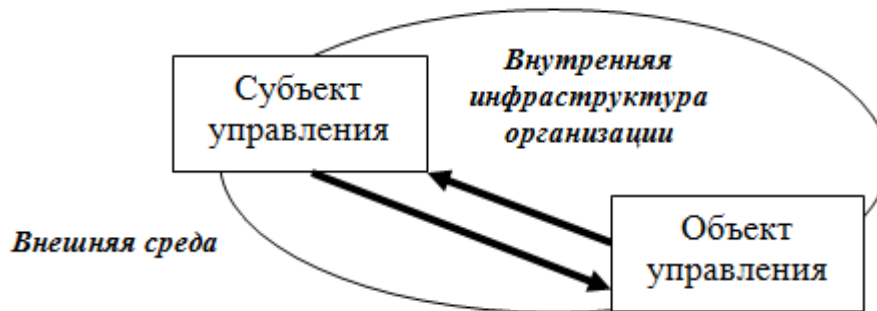 Субъект
управления
Внутренняя
инфраструктура
организации
Внешняя среда
Объект
управления